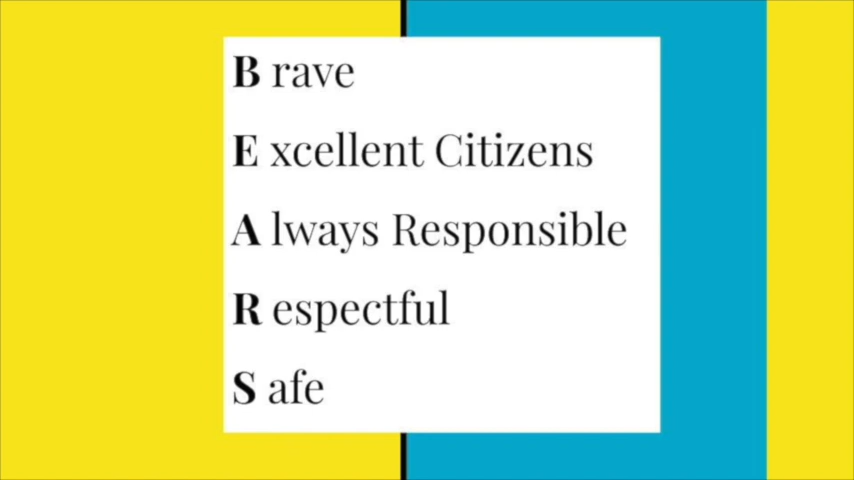 B rave
E xcellent Citizens
A lways Responsible
R espectful
S afe